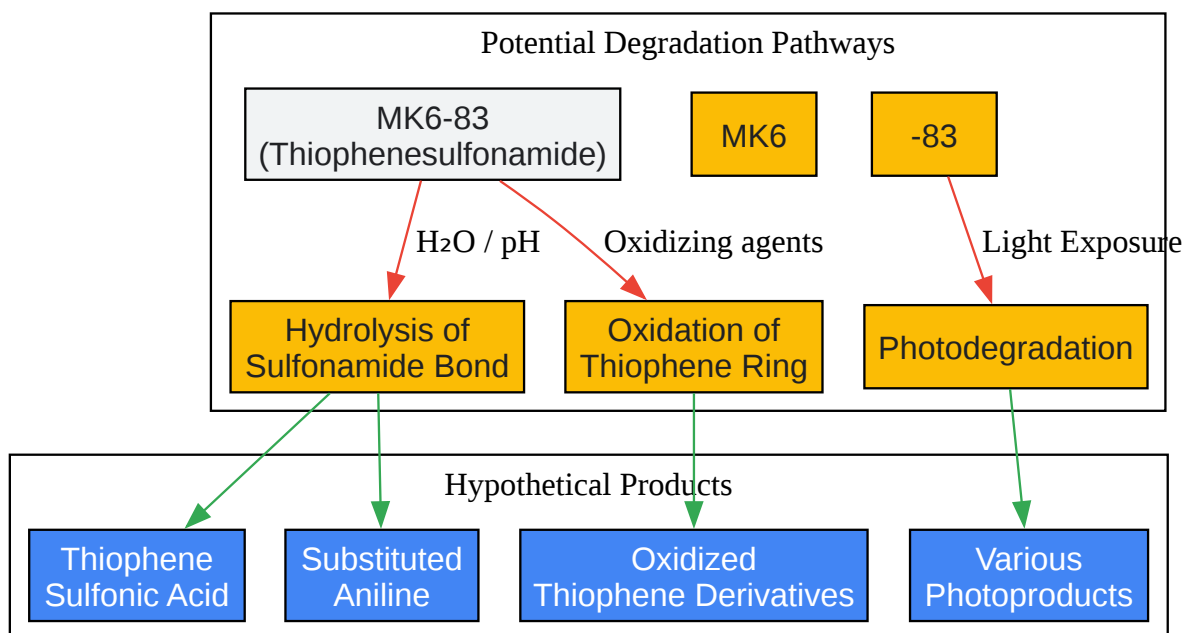 Potential Degradation Pathways
MK6-83
(Thiophenesulfonamide)
MK6
-83
H₂O / pH
Oxidizing agents
Light Exposure
Hydrolysis of
Sulfonamide Bond
Oxidation of
Thiophene Ring
Photodegradation
Hypothetical Products
Thiophene
Sulfonic Acid
Substituted
Aniline
Oxidized
Thiophene Derivatives
Various
Photoproducts